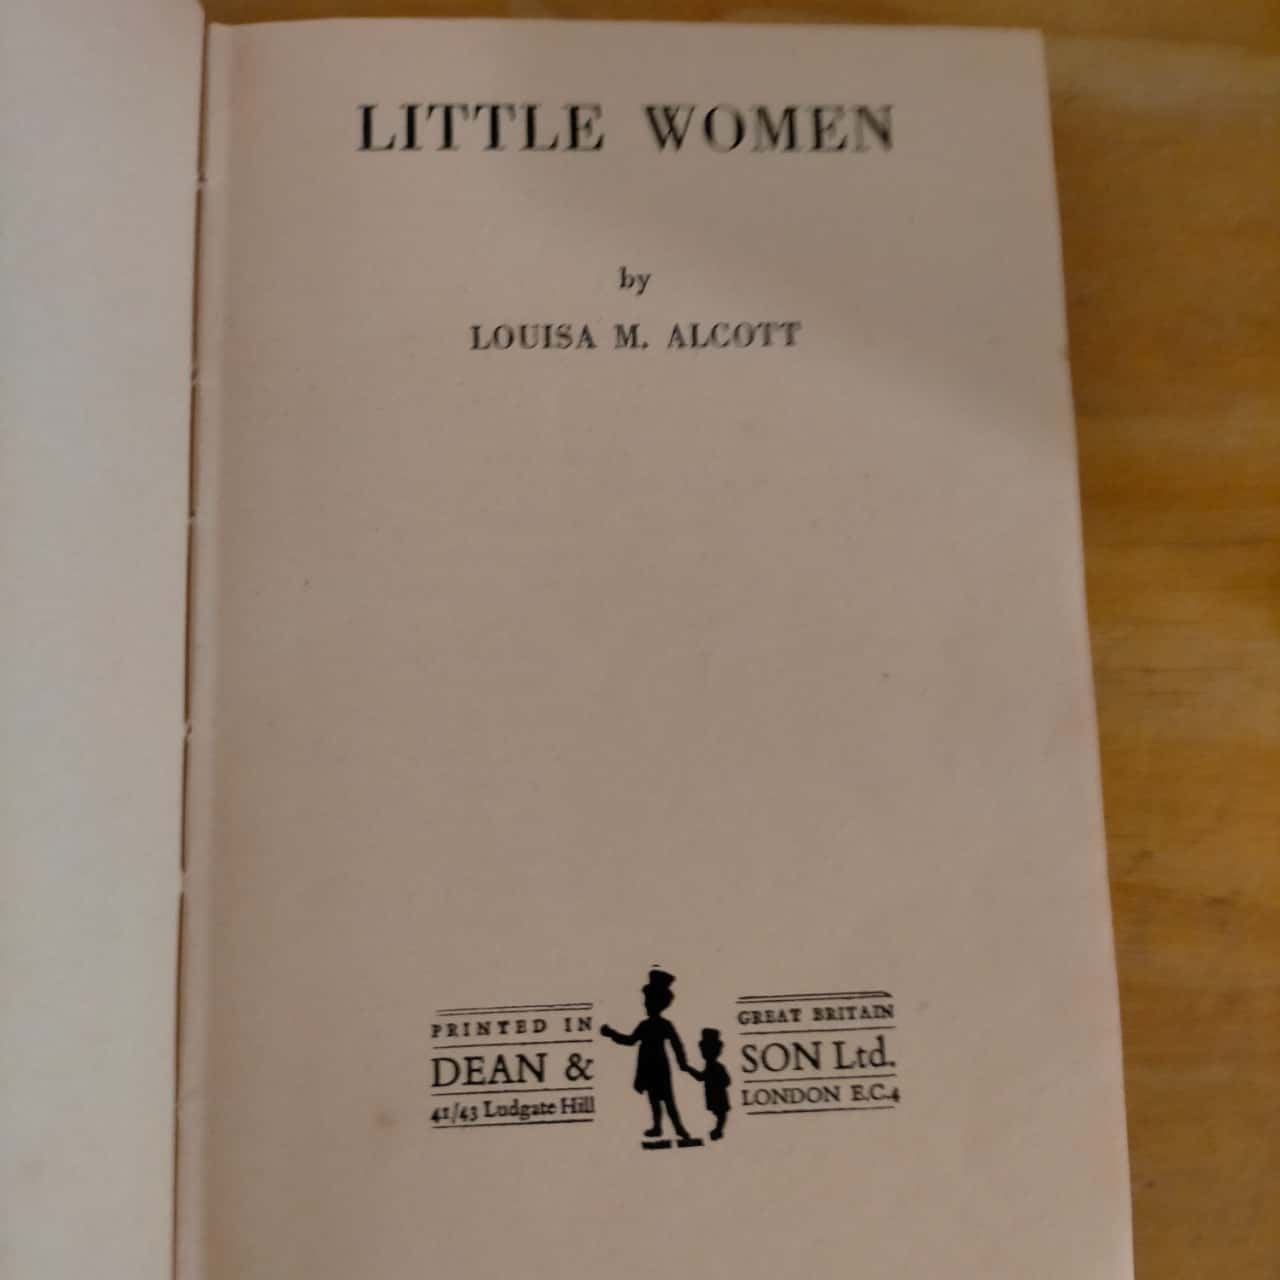 LITTLE WOMEN
by
LOUISA M. ALCOTT
PRINTED IN GREAT BRITAIN
DEAN & SON Ltd.
41/43 Ludgate Hill LONDON E.C.4